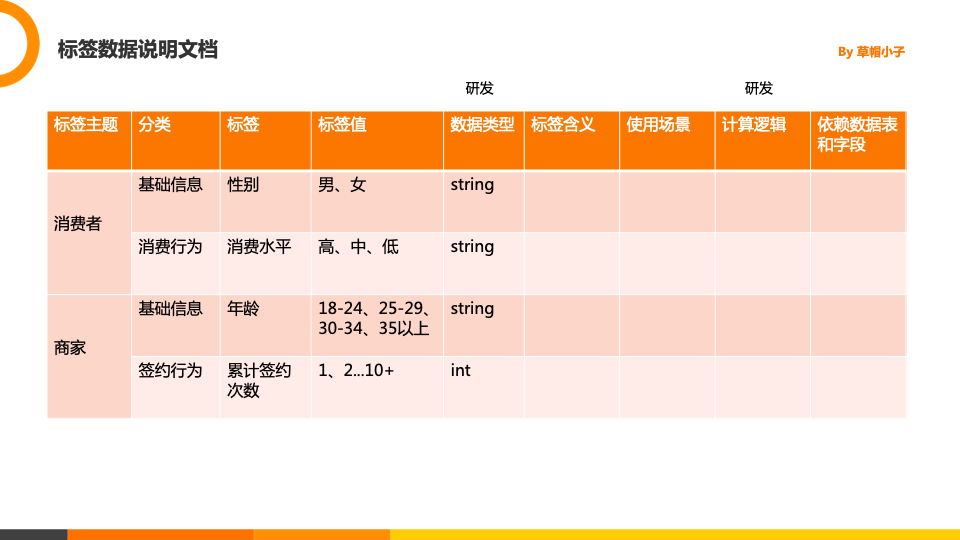 标签数据说明文档
By 草帽小子
研发 研发
标签主题 分类 标签 标签值 数据类型 标签含义 使用场景 计算逻辑 依赖数据表
和字段
消费者 基础信息 性别 男、女 string
消费行为 消费水平 高、中、低 string
商家 基础信息 年龄 18-24、25-29、
30-34、35以上 string
签约行为 累计签约
次数 1、2...10+ int